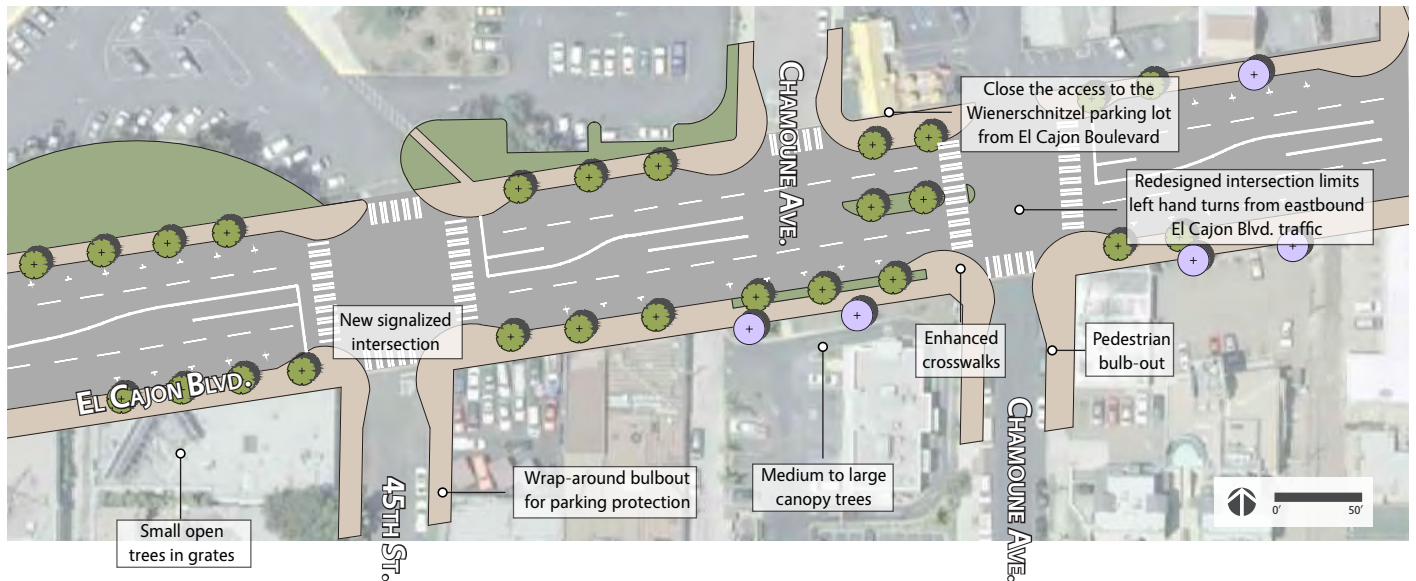 CHAMOUNE AVE.
Close the access to the
Wienerschnitzel parking lot
from El Cajon Boulevard
Redesigned intersection limits
left hand turns from eastbound
El Cajon Blvd. traffic
New signalized
intersection
Enhanced
crosswalks
Pedestrian
bulb-out
EL CAJON BLVD.
Wrap-around bulbout
for parking protection
Medium to large
canopy trees
CHAMOUNE AVE.
Small open
trees in grates
45TH ST.
0' 50'